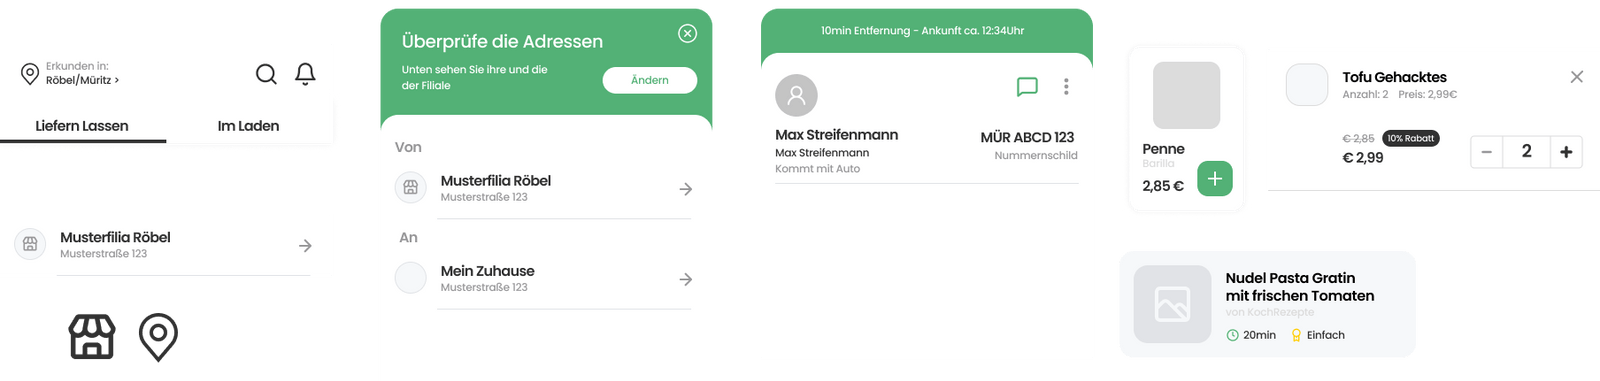 Erkunden in:
Röbel/Müritz >
Liefern Lassen
Im Laden
Musterfilia Röbel
Musterstraße 123
Überprüfe die Adressen
Unten sehen Sie ihre und die
der Filiale
Ändern
Von
Musterfilia Röbel
Musterstraße 123
An
Mein Zuhause
Musterstraße 123
10min Entfernung - Ankunft ca. 12:34Uhr
Max Streifenmann
Max Streifenmann
Kommt mit Auto
MÜR ABCD 123
Nummernschild
Penne
Barilla
2,85 €
Tofu Gehacktes
Anzahl: 2 Preis: 2,99€
€ 2,85 10% Rabatt
€ 2,99
2
Nudel Pasta Gratin
mit frischen Tomaten
von KochRezepte
20min Einfach